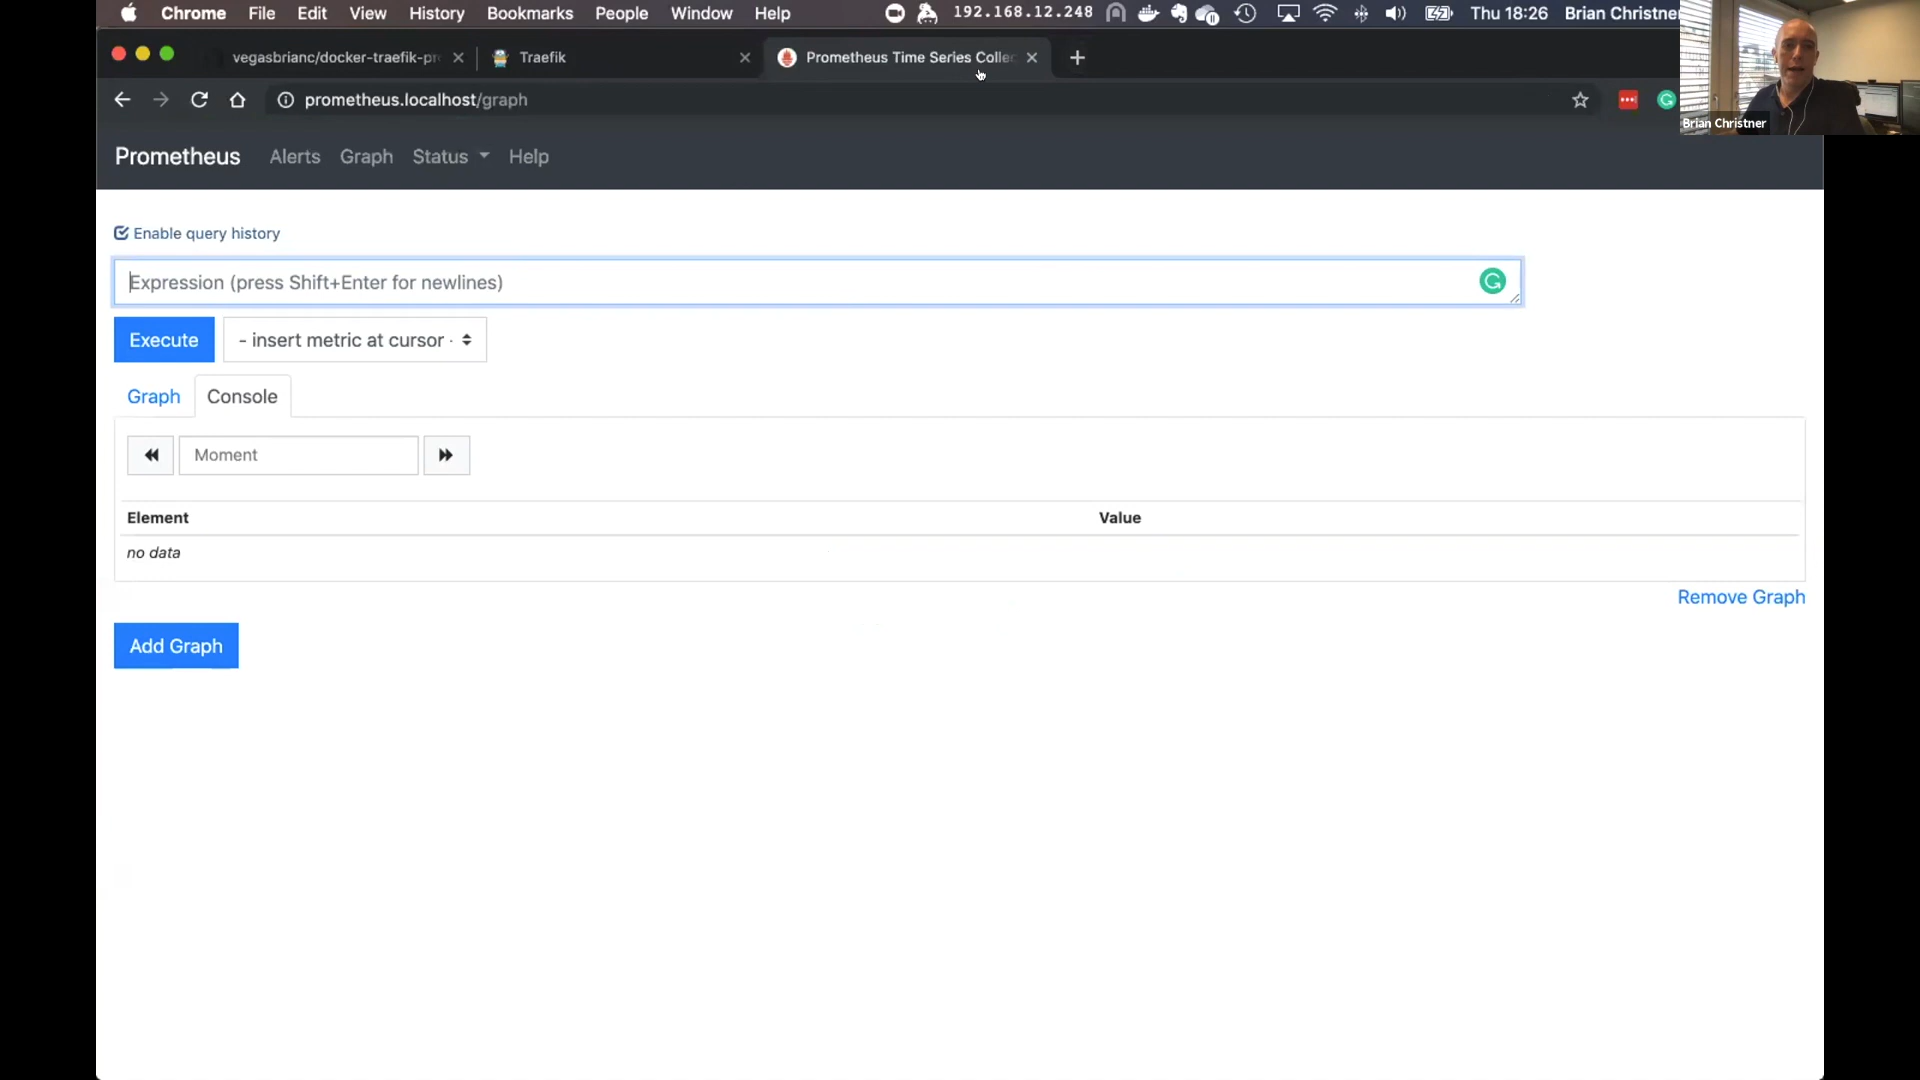 Chrome File Edit View History Bookmarks People Window Help 192.168.12.248 Thu 18:26 Brian Christner
vegasbrianc/docker-traefik-pr Traefik Prometheus Time Series Collec
prometheus.localhost/graph
Brian Christner
Prometheus Alerts Graph Status Help
Enable query history
Expression (press Shift+Enter for newlines)
Execute - insert metric at cursor -
Graph Console
Moment
Element Value
no data
Remove Graph
Add Graph